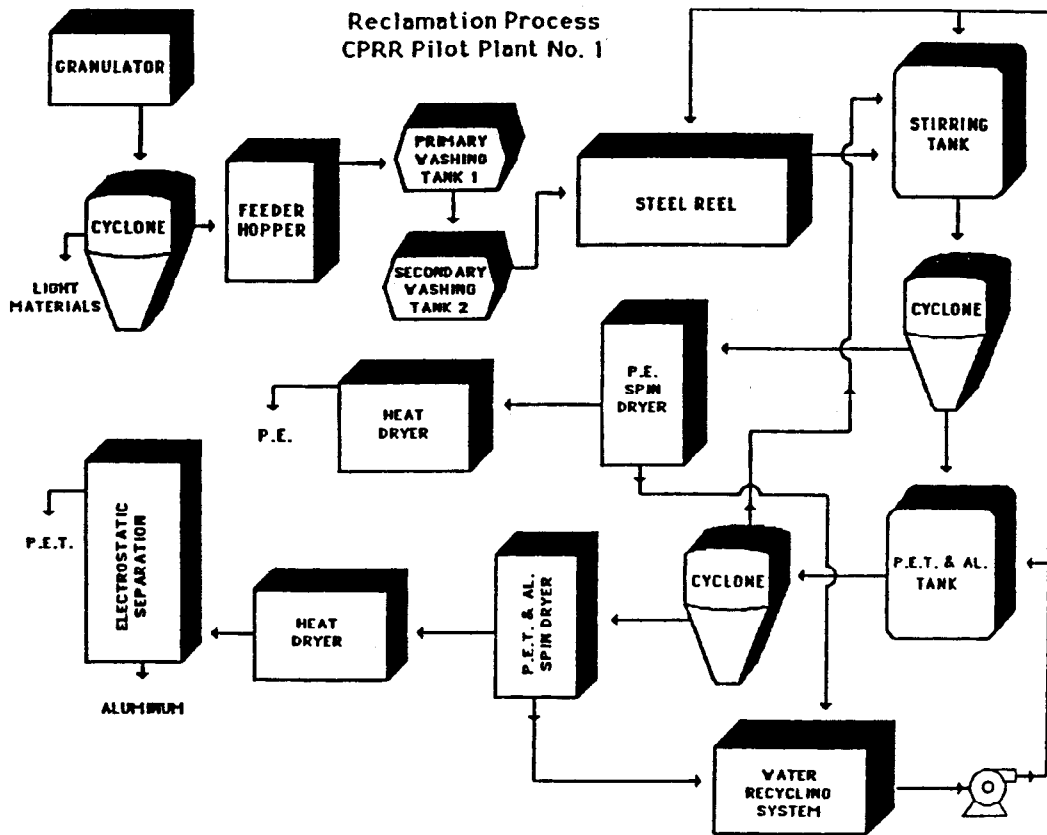 Reclamation Process
CPRR Pilot Plant No. 1
GRANULATOR
CYCLONE
LIGHT
MATERIALS
FEEDER
HOPPER
PRIMARY
WASHING
TANK 1
SECONDARY
WASHING
TANK 2
STEEL REEL
STIRRING
TANK
CYCLONE
P.E.
SPIN
DRYER
HEAT
DRYER
P.E.
P.E.T. & AL.
TANK
CYCLONE
P.E.T. & AL.
SPIN DRYER
HEAT
DRYER
ELECTROSTATIC
SEPARATION
P.E.T.
ALUMINUM
WATER
RECYCLING
SYSTEM